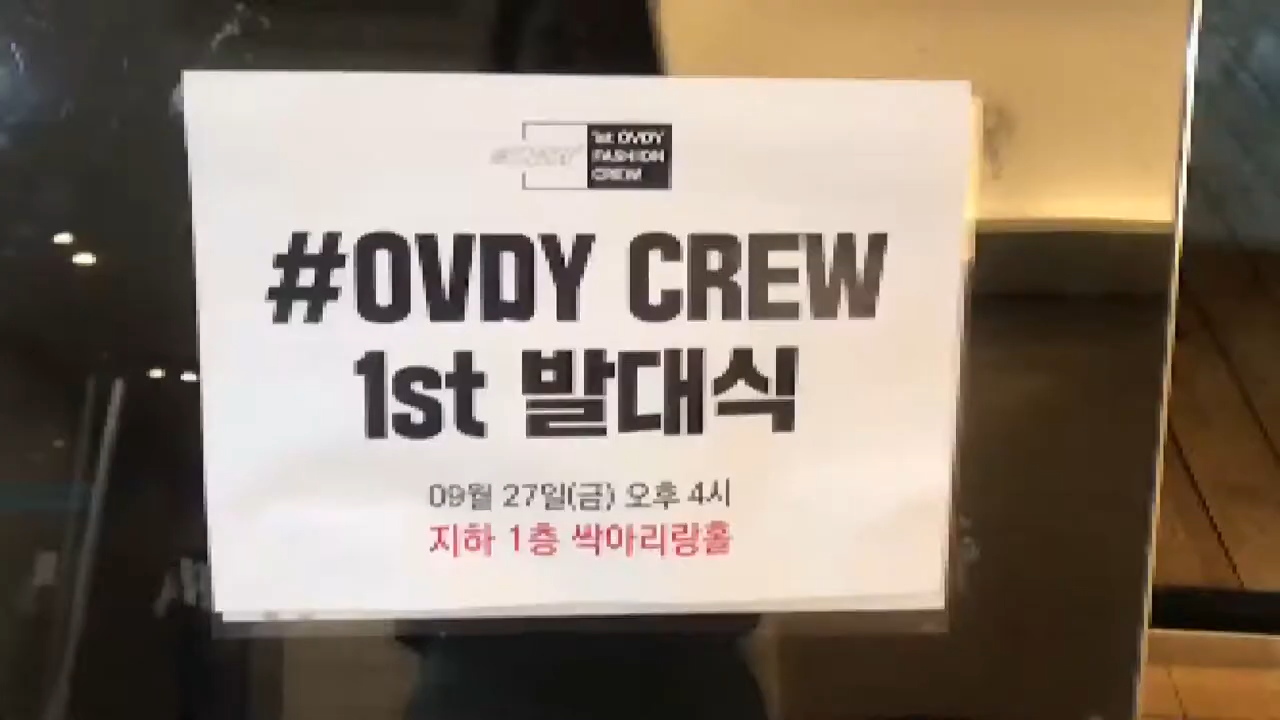 #OVDY
1st OVDY
FASHION
CREW
#OVDY CREW
1st 발대식
09월 27일(금) 오후 4시
지하 1층 싹아리랑홀